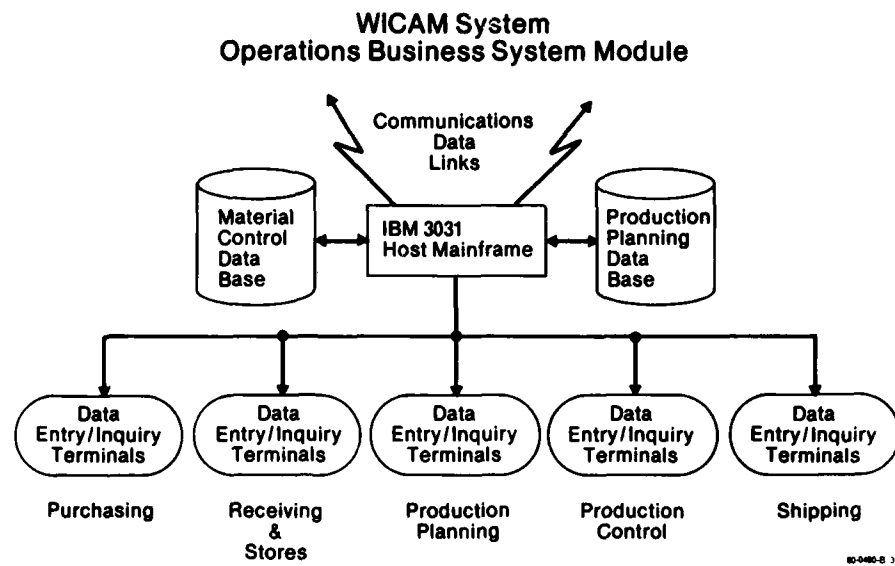 WICAM System
Operations Business System Module
Communications
Data
Links
Material
Control
Data
Base
IBM 3031
Host Mainframe
Production
Planning
Data
Base
Data
Entry/Inquiry
Terminals
Data
Entry/Inquiry
Terminals
Data
Entry/Inquiry
Terminals
Data
Entry/Inquiry
Terminals
Data
Entry/Inquiry
Terminals
Purchasing
Receiving
&
Stores
Production
Planning
Production
Control
Shipping